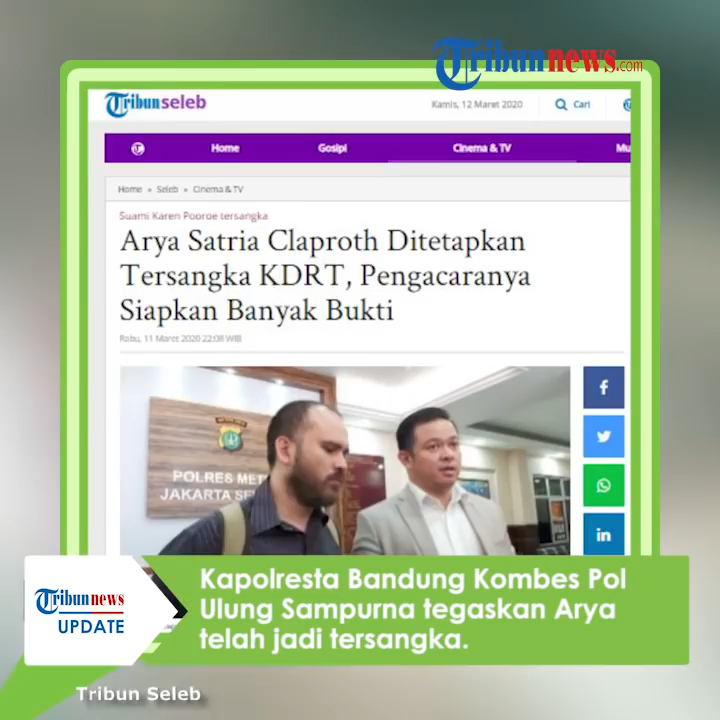 Tribunnews.com
Tribunseleb
Kamis, 12 Maret 2020
Cari
Home
Gosipi
Cinema & TV
Home » Seleb » Cinema & TV
Suami Karen Pooroe tersangka
Arya Satria Claproth Ditetapkan
Tersangka KDRT, Pengacaranya
Siapkan Banyak Bukti
Rabu, 11 Maret 2020 22:08 WIB
POLRES MET
JAKARTA SE
Kapolresta Bandung Kombes Pol
Ulung Sampurna tegaskan Arya
telah jadi tersangka.
Tribunnews
UPDATE
Tribun Seleb